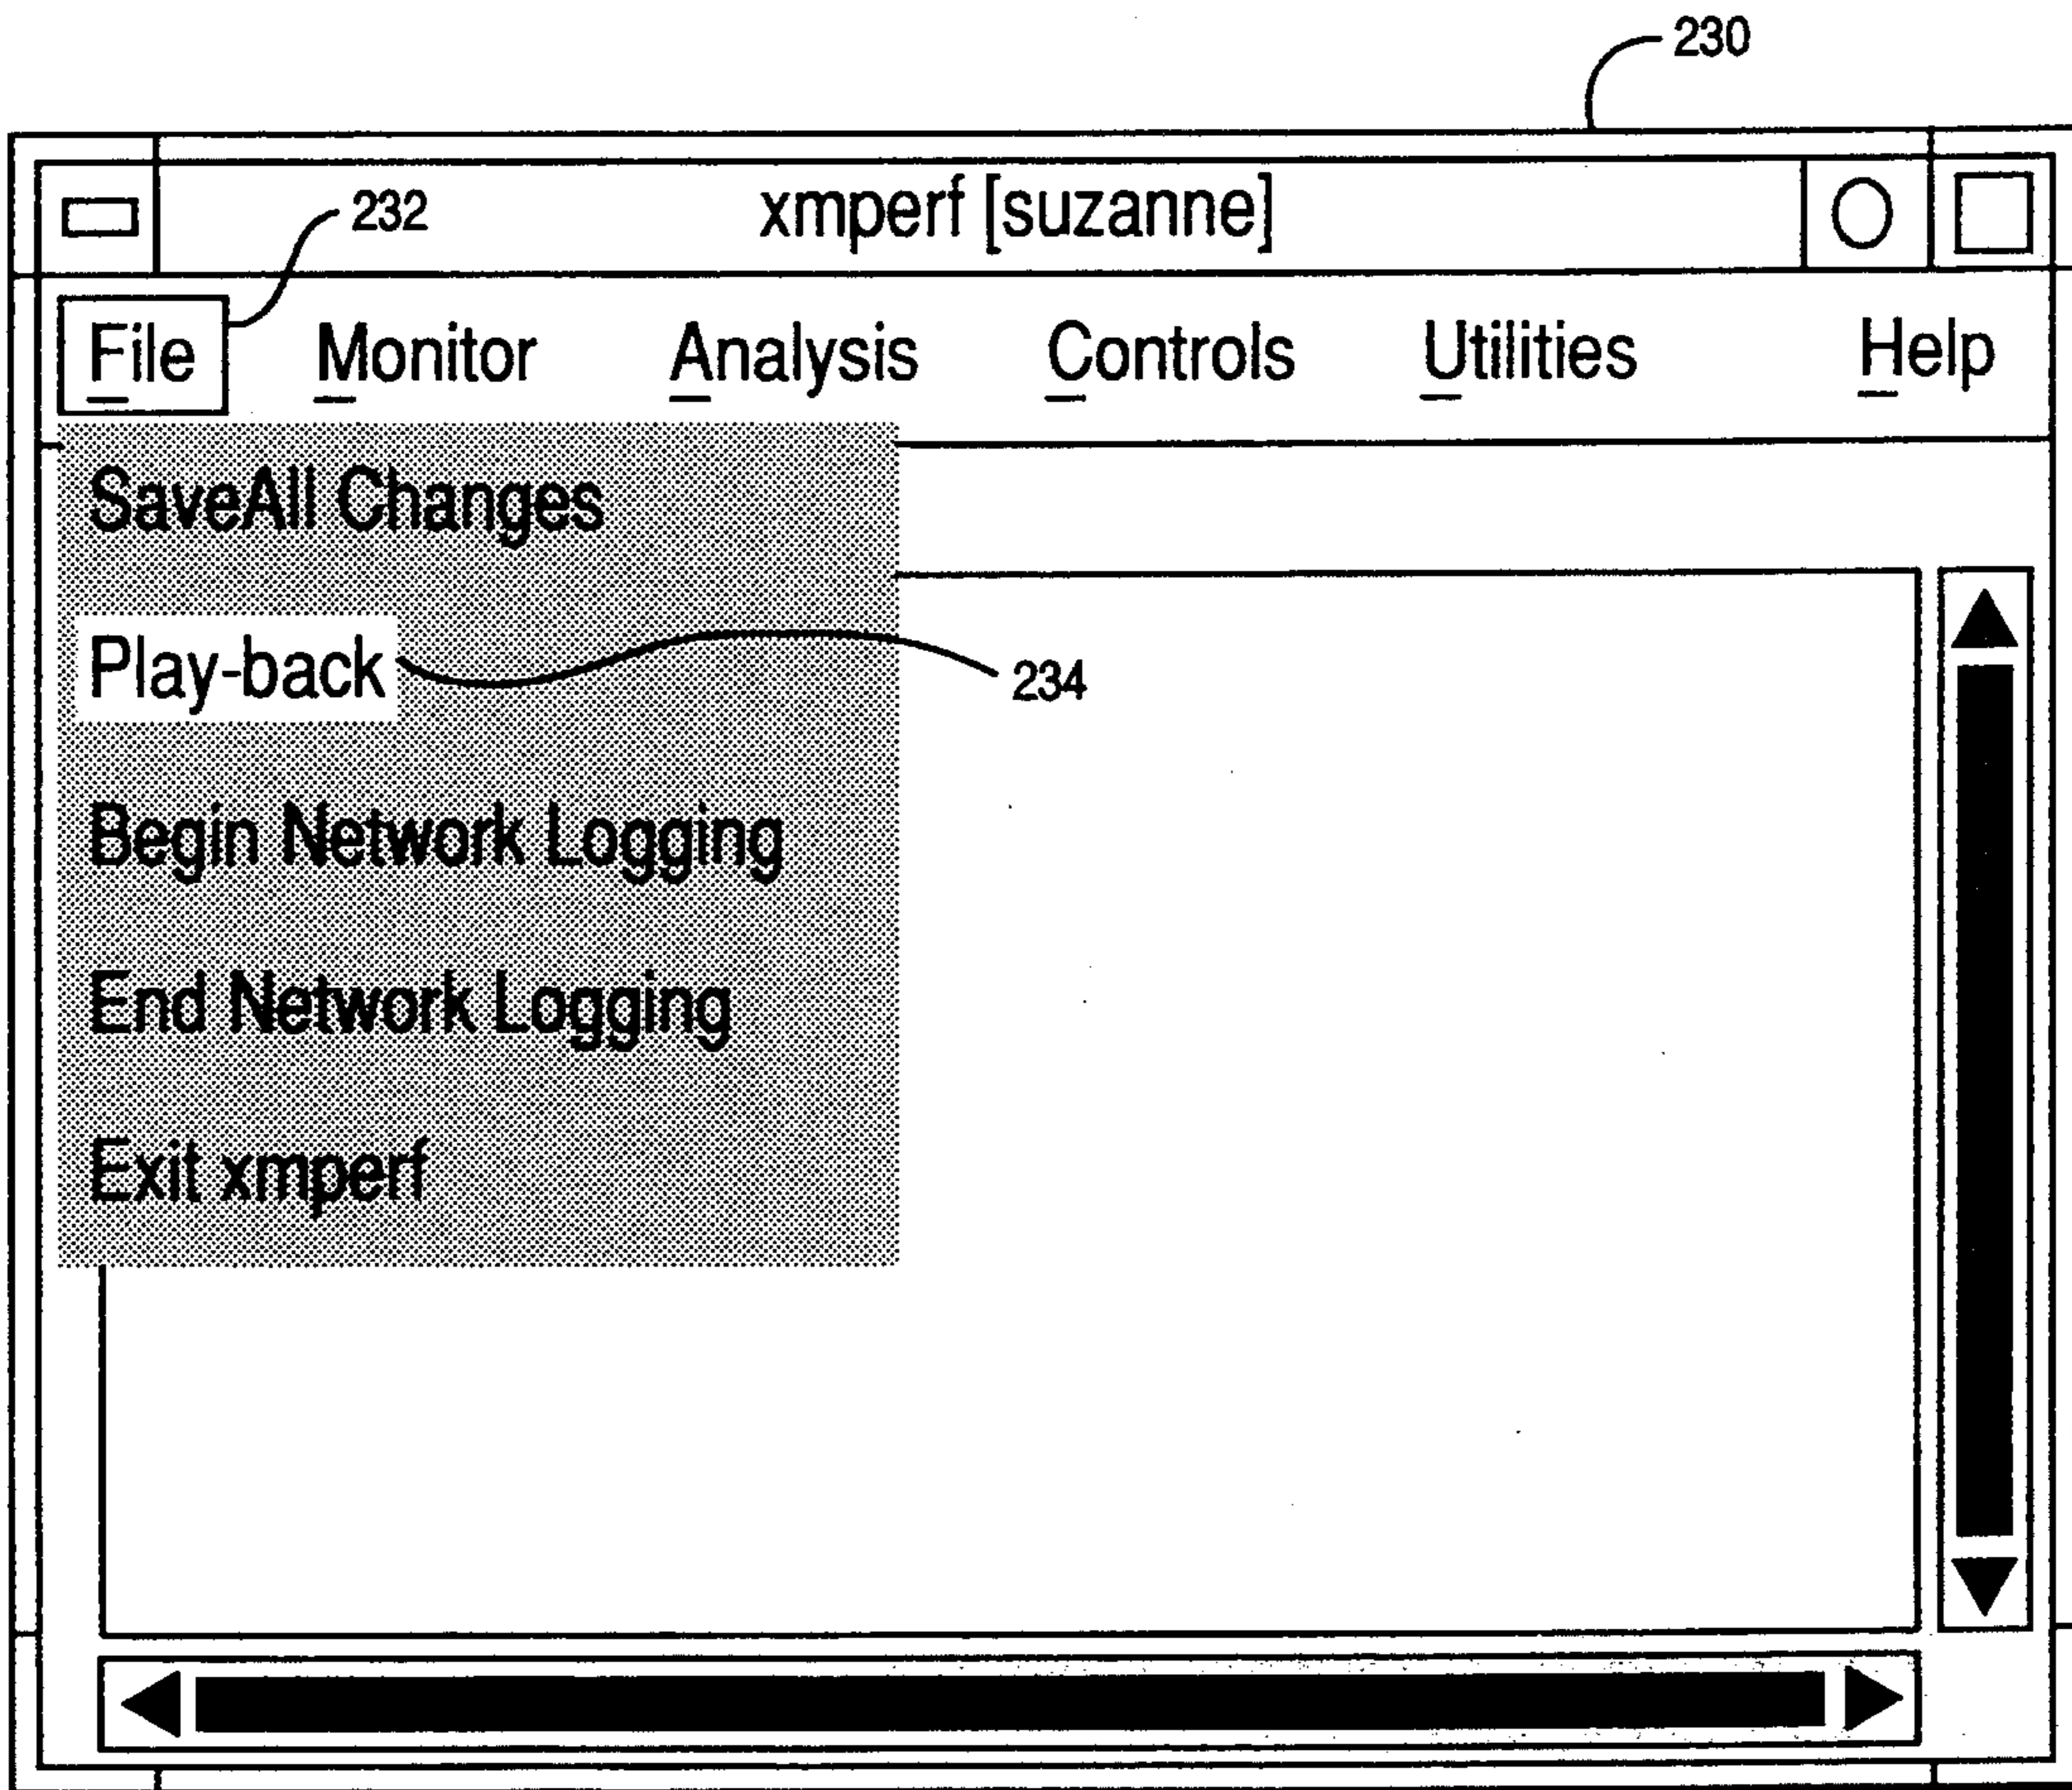 230
xmperf [suzanne]
232
File Monitor Analysis Controls Utilities Help
SaveAll Changes
Play-back
234
Begin Network Logging
End Network Logging
Exit xmperf